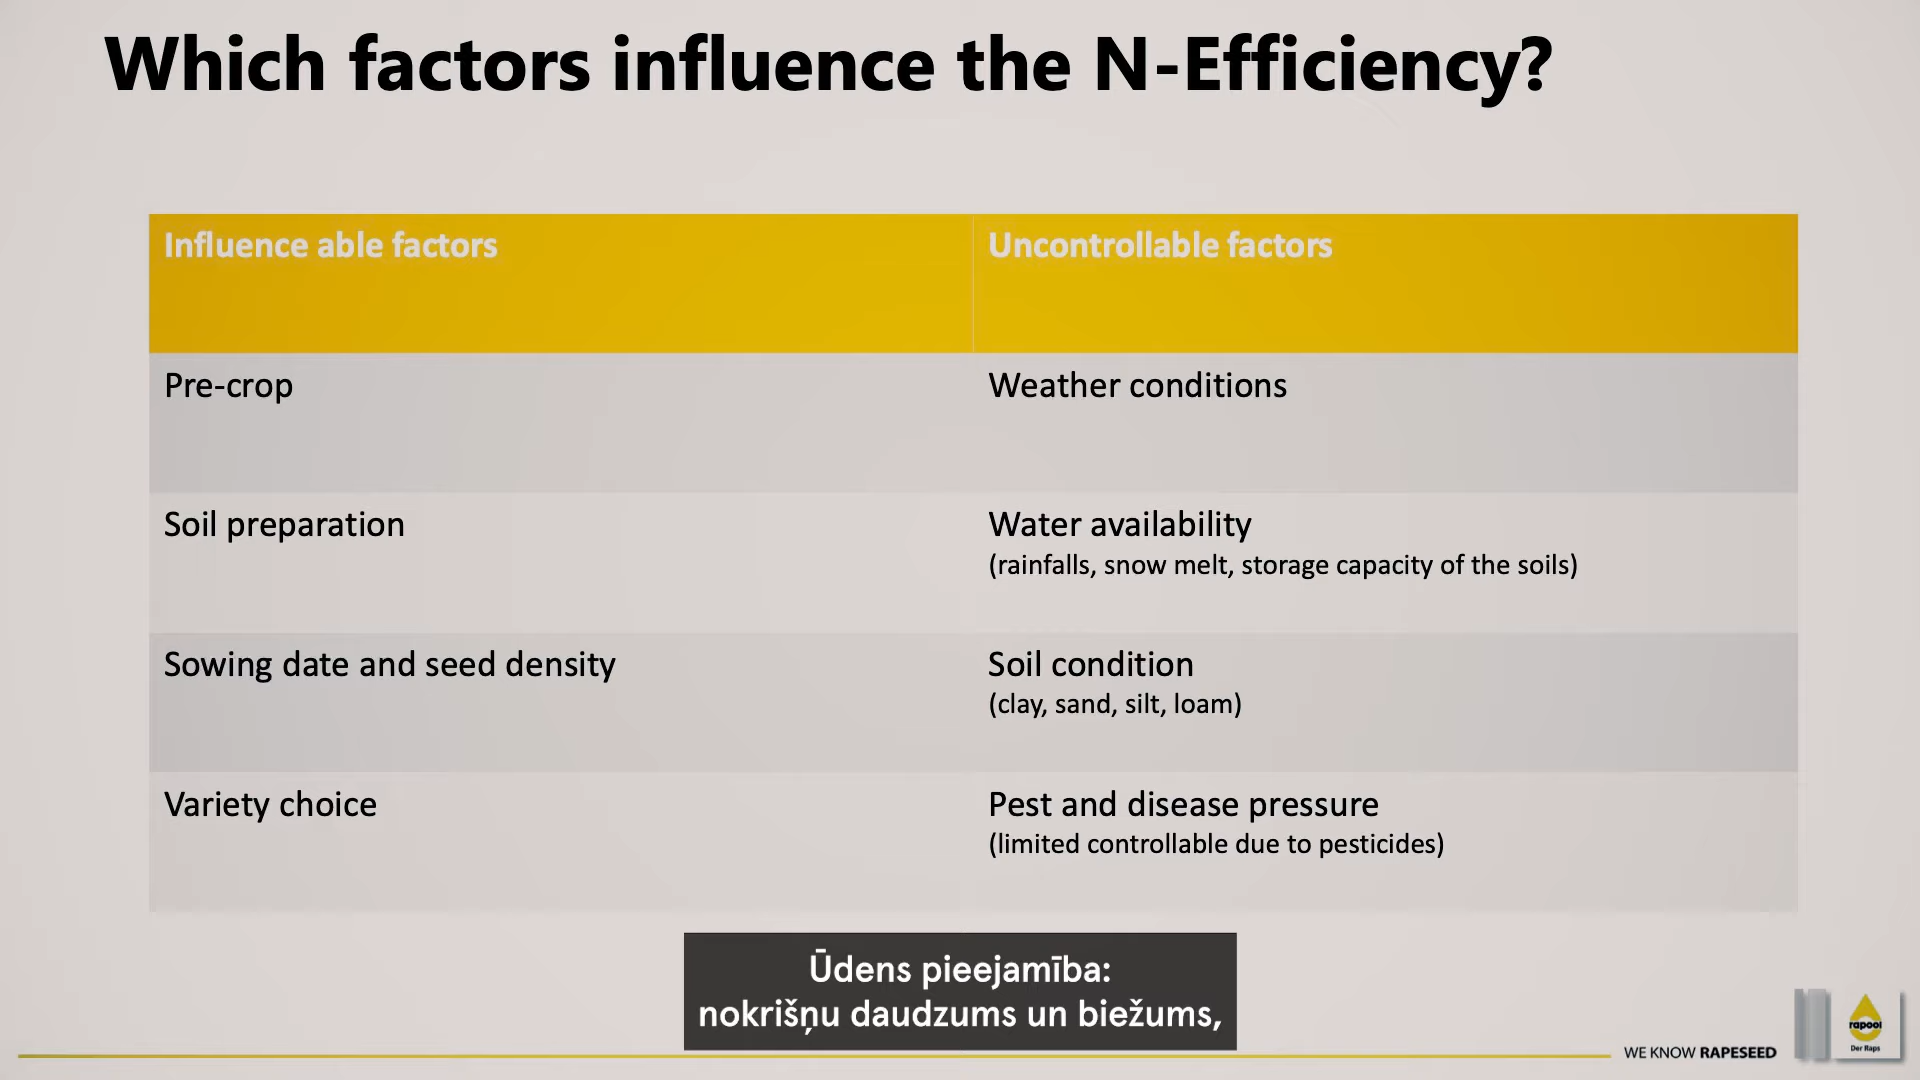 Which factors influence the N-Efficiency?
Influence able factors
Uncontrollable factors
Pre-crop
Weather conditions
Soil preparation
Water availability
(rainfalls, snow melt, storage capacity of the soils)
Sowing date and seed density
Soil condition
(clay, sand, silt, loam)
Variety choice
Pest and disease pressure
(limited controllable due to pesticides)
Ūdens pieejamība:
nokrišņu daudzums un biežums,
WE KNOW RAPESEED
rapool
Der Raps